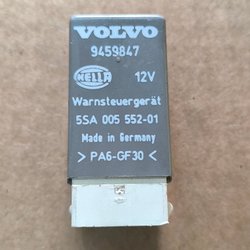 VOLVO
9459847
HELLA 12V
Warnsteuergerät
5SA 005 552-01
Made in Germany
> PA6-GF30 >